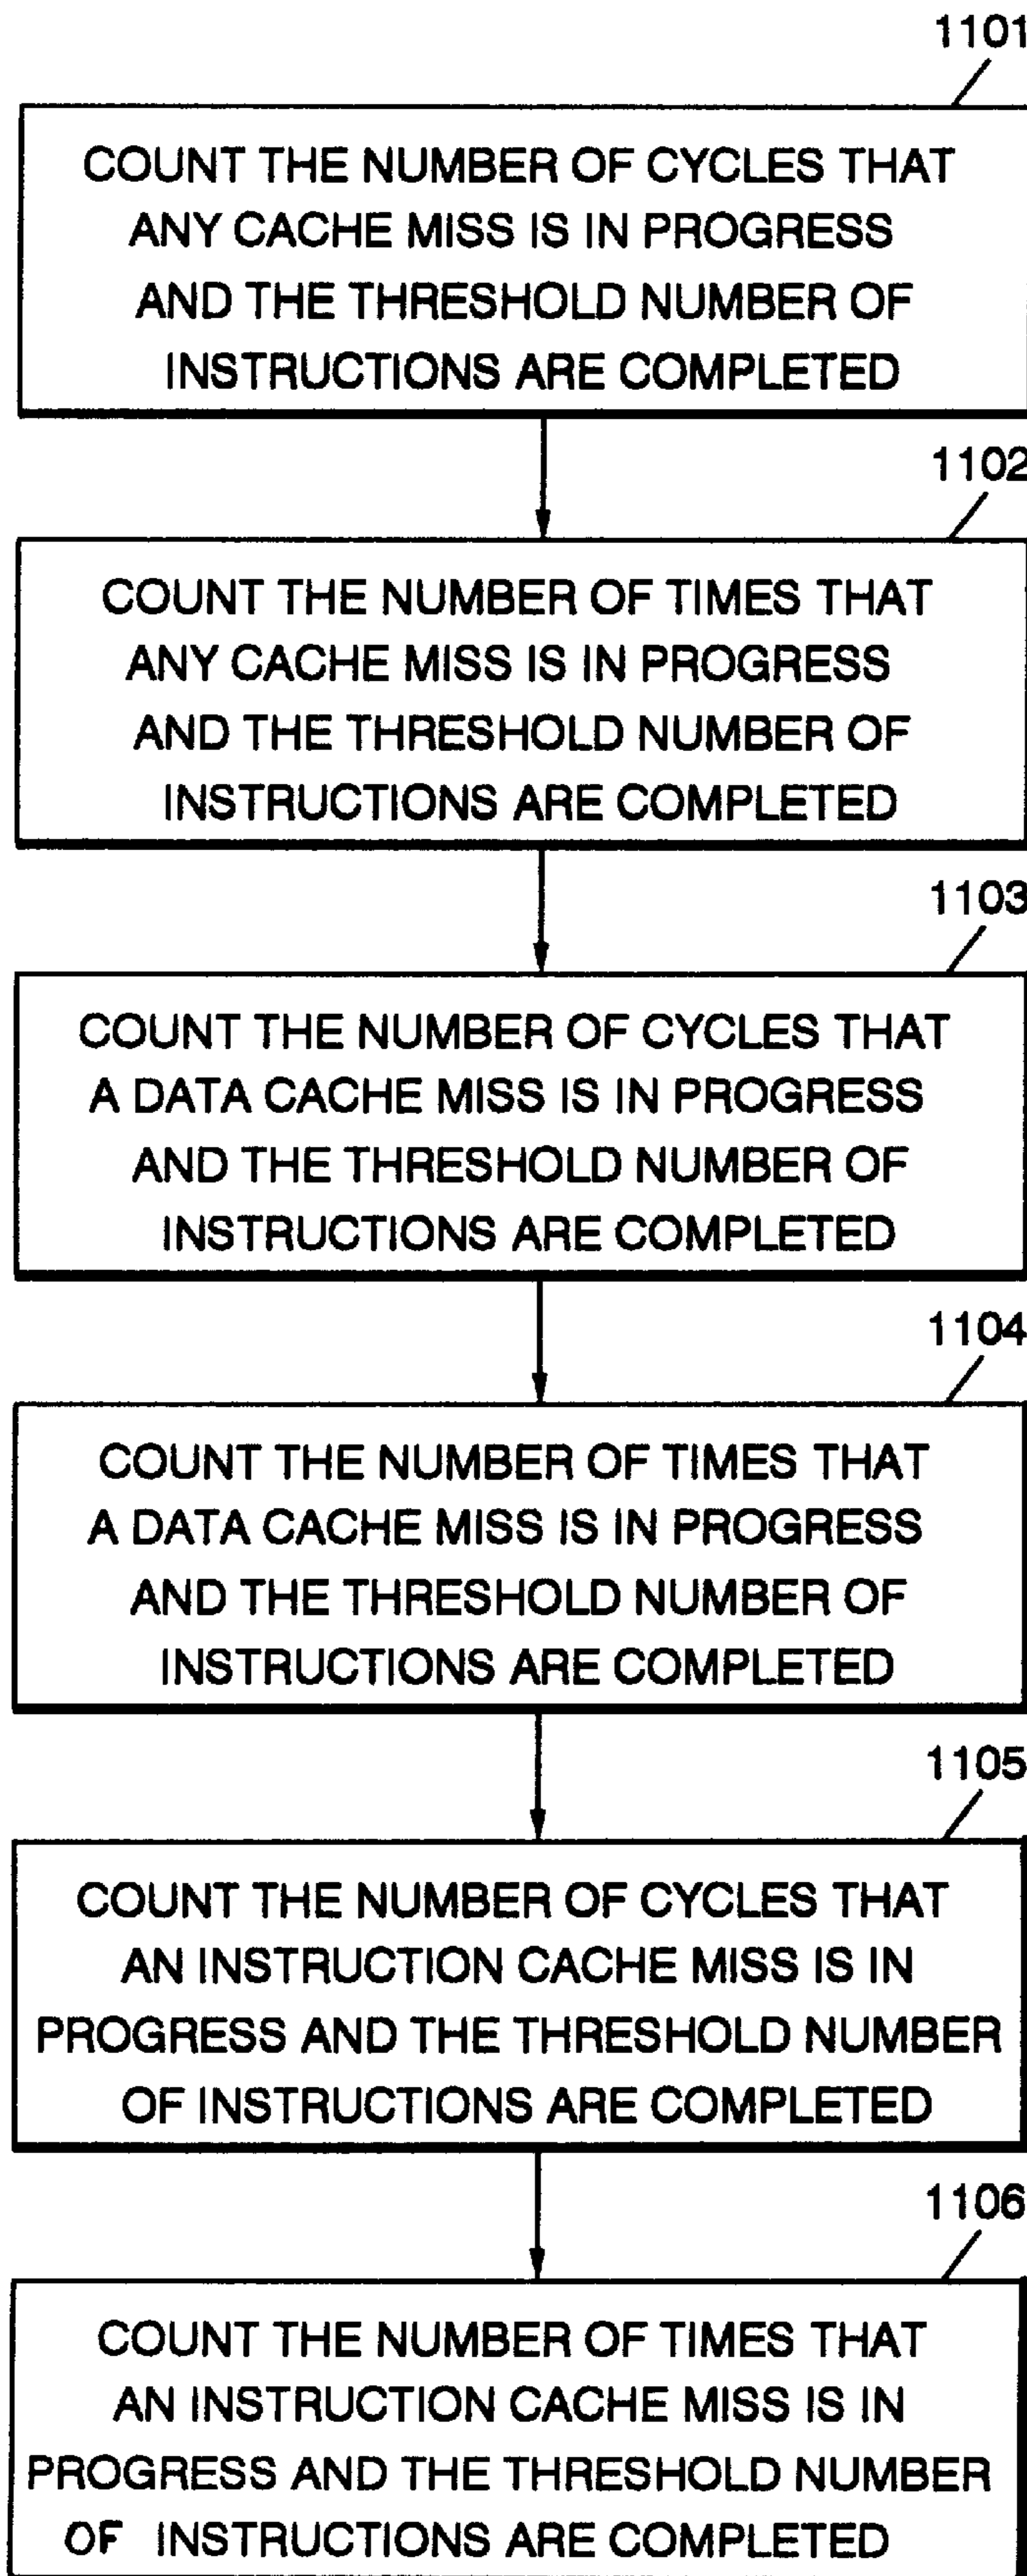 1101
COUNT THE NUMBER OF CYCLES THAT
ANY CACHE MISS IS IN PROGRESS
AND THE THRESHOLD NUMBER OF
INSTRUCTIONS ARE COMPLETED
1102
COUNT THE NUMBER OF TIMES THAT
ANY CACHE MISS IS IN PROGRESS
AND THE THRESHOLD NUMBER OF
INSTRUCTIONS ARE COMPLETED
1103
COUNT THE NUMBER OF CYCLES THAT
A DATA CACHE MISS IS IN PROGRESS
AND THE THRESHOLD NUMBER OF
INSTRUCTIONS ARE COMPLETED
1104
COUNT THE NUMBER OF TIMES THAT
A DATA CACHE MISS IS IN PROGRESS
AND THE THRESHOLD NUMBER OF
INSTRUCTIONS ARE COMPLETED
1105
COUNT THE NUMBER OF CYCLES THAT
AN INSTRUCTION CACHE MISS IS IN
PROGRESS AND THE THRESHOLD NUMBER
OF INSTRUCTIONS ARE COMPLETED
1106
COUNT THE NUMBER OF TIMES THAT
AN INSTRUCTION CACHE MISS IS IN
PROGRESS AND THE THRESHOLD NUMBER
OF INSTRUCTIONS ARE COMPLETED